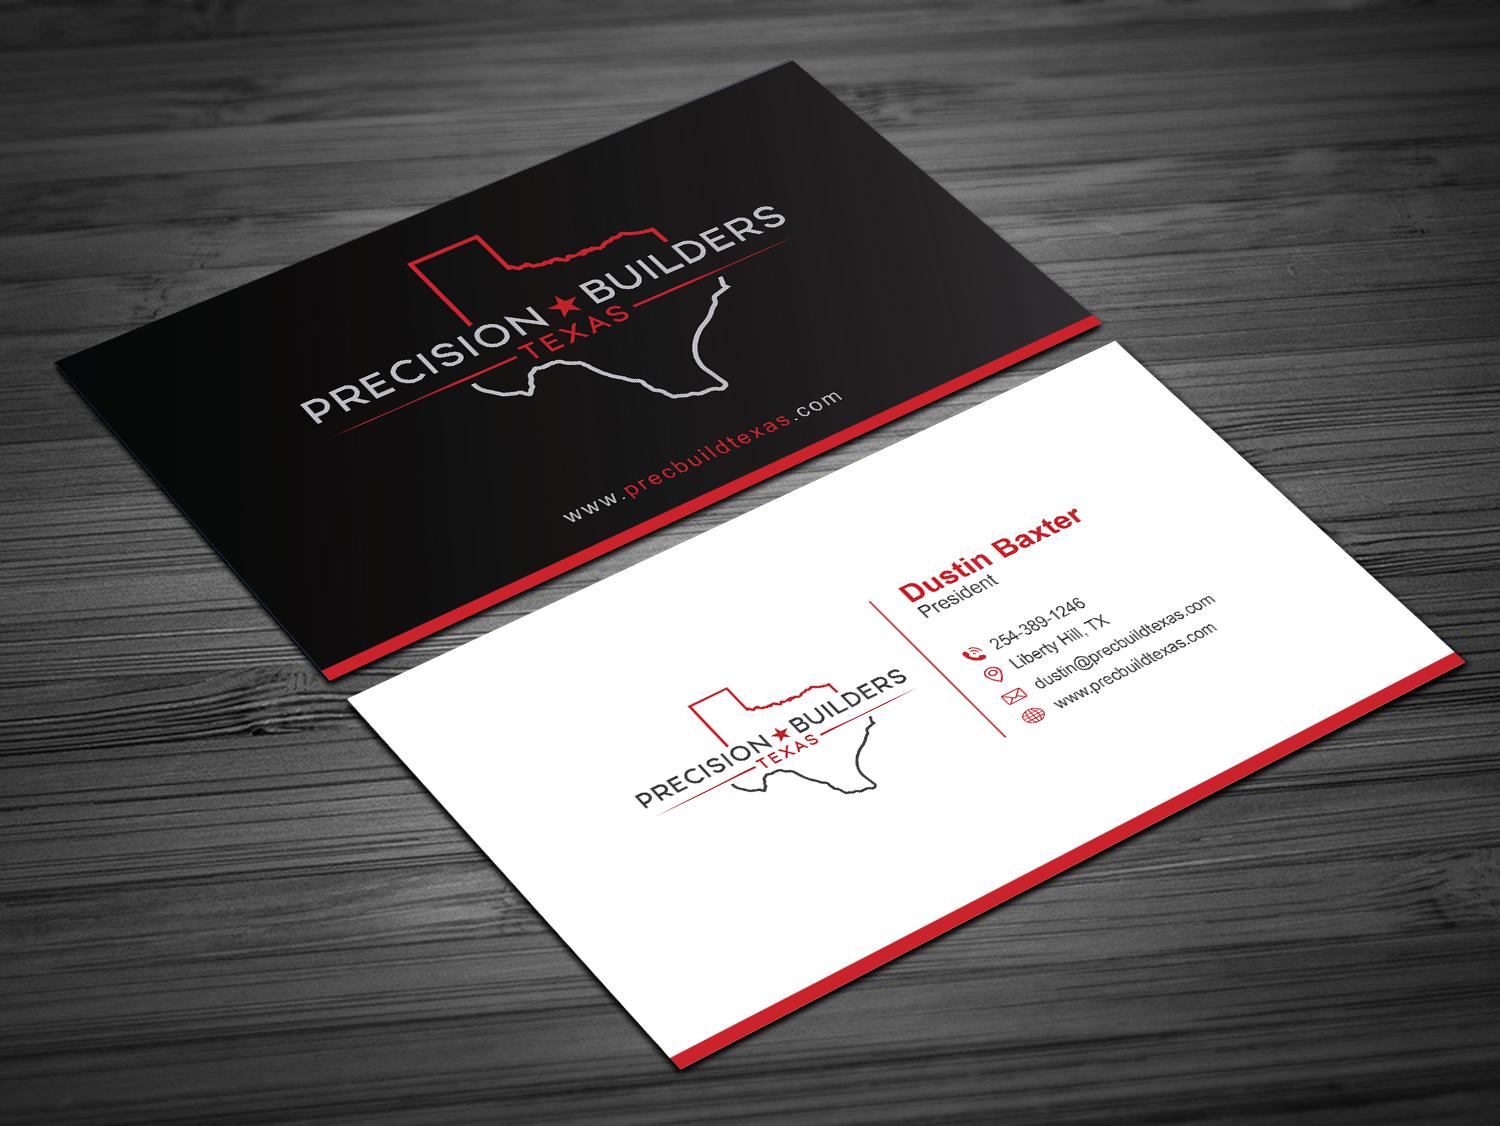 PRECISION BUILDERS
TEXAS
www.precbuildtexas.com
Dustin Baxter
President
254-389-1246
Liberty Hill, TX
dustin@precbuildtexas.com
www.precbuildtexas.com
PRECISION BUILDERS
TEXAS